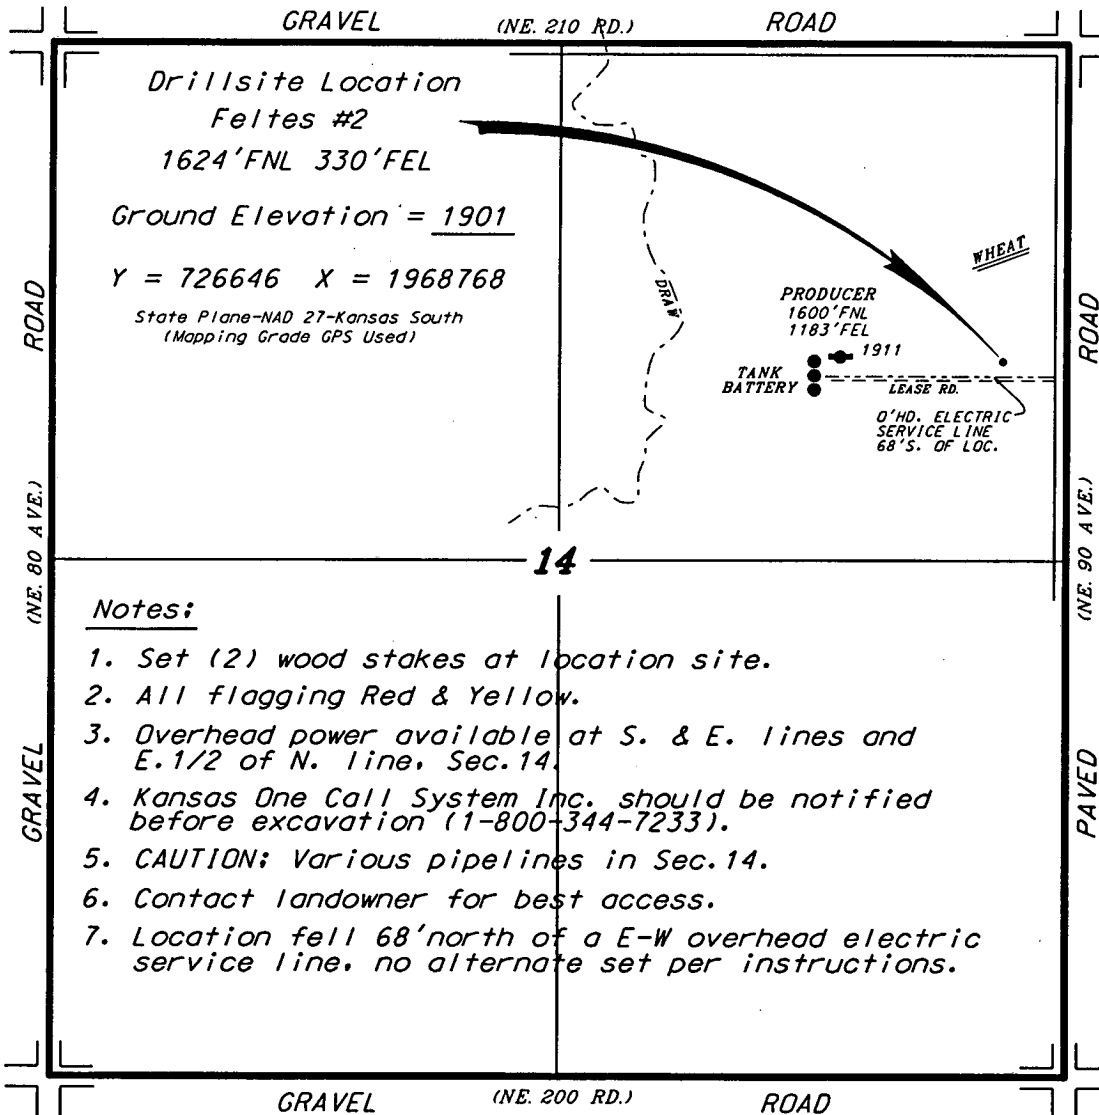 GRAVEL (NE. 210 RD.) ROAD
Drillsite Location
Feltes #2
1624'FNL 330'FEL
Ground Elevation = 1901
Y = 726646 X = 1968768
State Plane-NAD 27-Kansas South
(Mapping Grade GPS Used)
WHEAT
DRAW
PRODUCER
1600'FNL
1183'FEL
1911
TANK
BATTERY
LEASE RD.
O'HD. ELECTRIC
SERVICE LINE
68'S. OF LOC.
ROAD
(NE. 80 AVE.)
GRAVEL
ROAD
(NE. 90 AVE.)
PAVED
14
Notes:
1. Set (2) wood stakes at location site.
2. All flagging Red & Yellow.
3. Overhead power available at S. & E. lines and
E.1/2 of N. line, Sec.14.
4. Kansas One Call System Inc. should be notified
before excavation (1-800-344-7233).
5. CAUTION: Various pipelines in Sec.14.
6. Contact landowner for best access.
7. Location fell 68'north of a E-W overhead electric
service line, no alternate set per instructions.
GRAVEL (NE. 200 RD.) ROAD